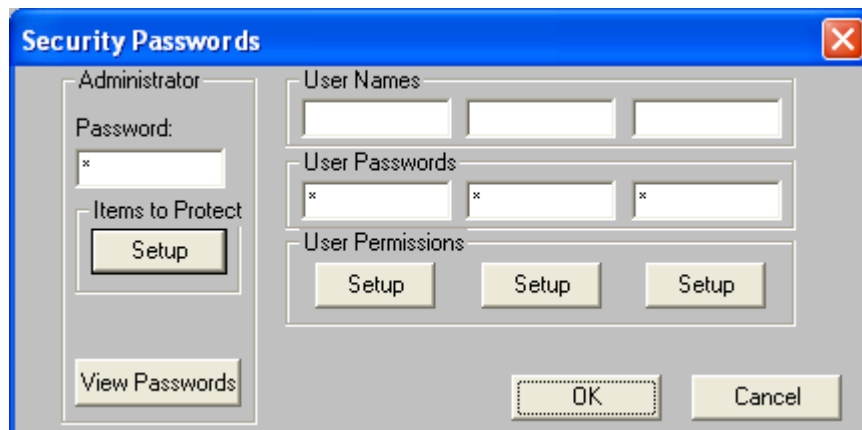 Security Passwords
Administrator
Password:
*
Items to Protect
Setup
View Passwords
User Names
User Passwords
* * *
User Permissions
Setup Setup Setup
OK Cancel